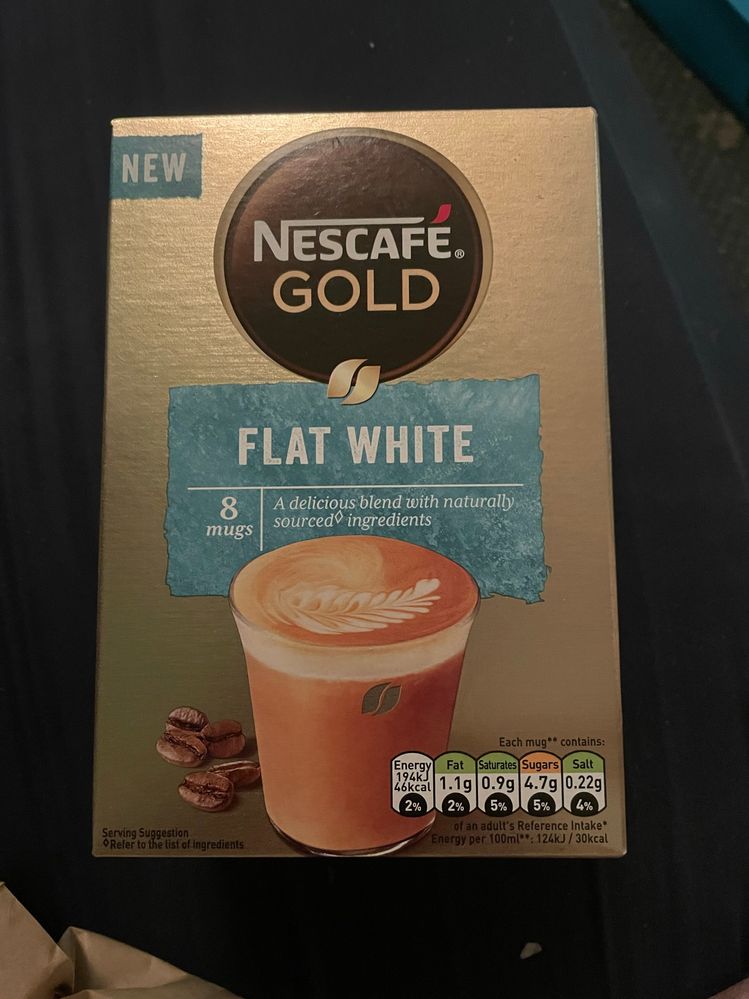 NEW
NESCAFÉ®
GOLD
FLAT WHITE
8
mugs
A delicious blend with naturally
sourced◊ ingredients
Each mug** contains:
Energy
194kJ
46kcal
2%
Fat
1.1g
2%
Saturates
0.9g
5%
Sugars
4.7g
5%
Salt
0.22g
4%
of an adult's Reference Intake*
Energy per 100ml**: 124kJ / 30kcal
Serving Suggestion
◊Refer to the list of ingredients